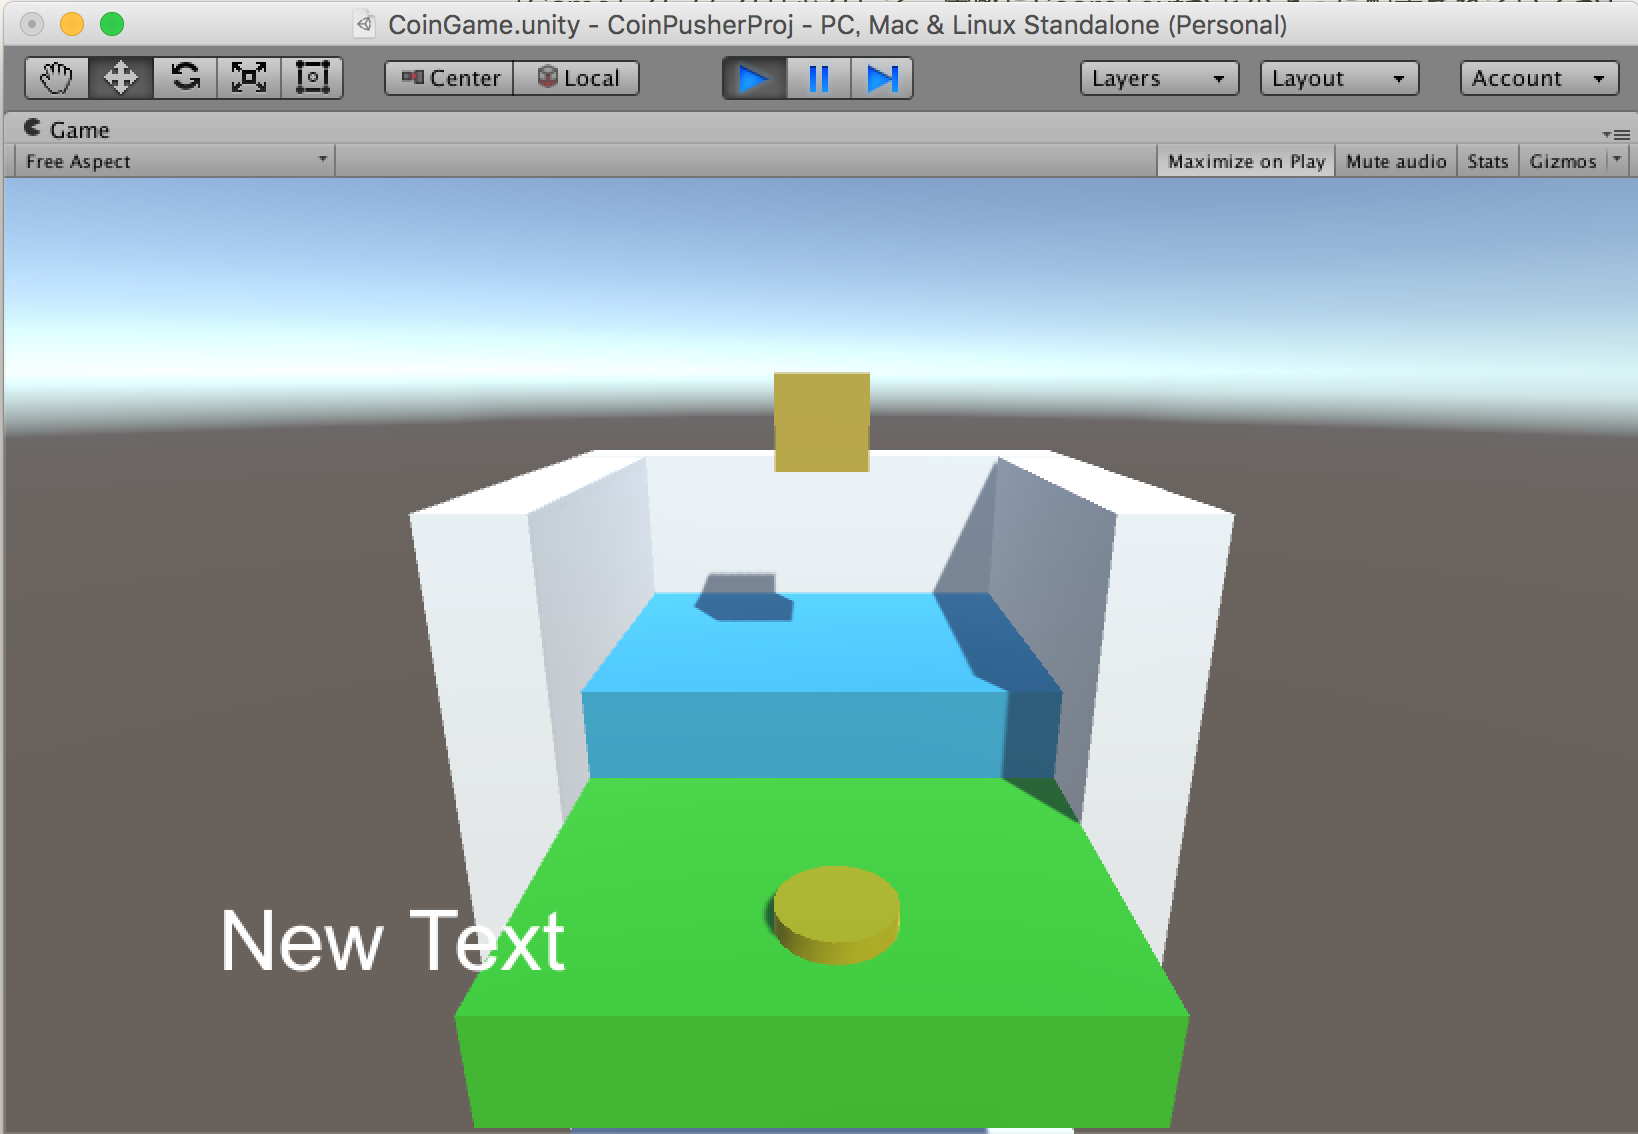 CoinGame.unity - CoinPusherProj - PC, Mac & Linux Standalone (Personal)
Center Local Layers Layout Account
Game
Free Aspect Maximize on Play Mute audio Stats Gizmos
New Text